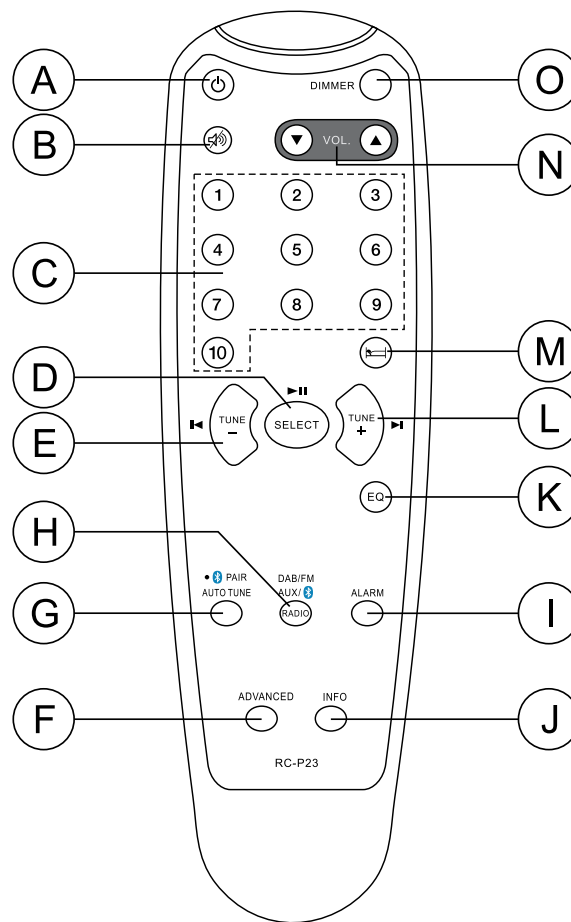 A
DIMMER
O
B
VOL.
N
1 2 3
C
4 5 6
7 8 9
10
M
D
TUNE
–
SELECT
TUNE
+
L
E
EQ
K
H
PAIR
AUTO TUNE
DAB/FM
AUX/
RADIO
ALARM
G
I
ADVANCED
INFO
F
J
RC-P23